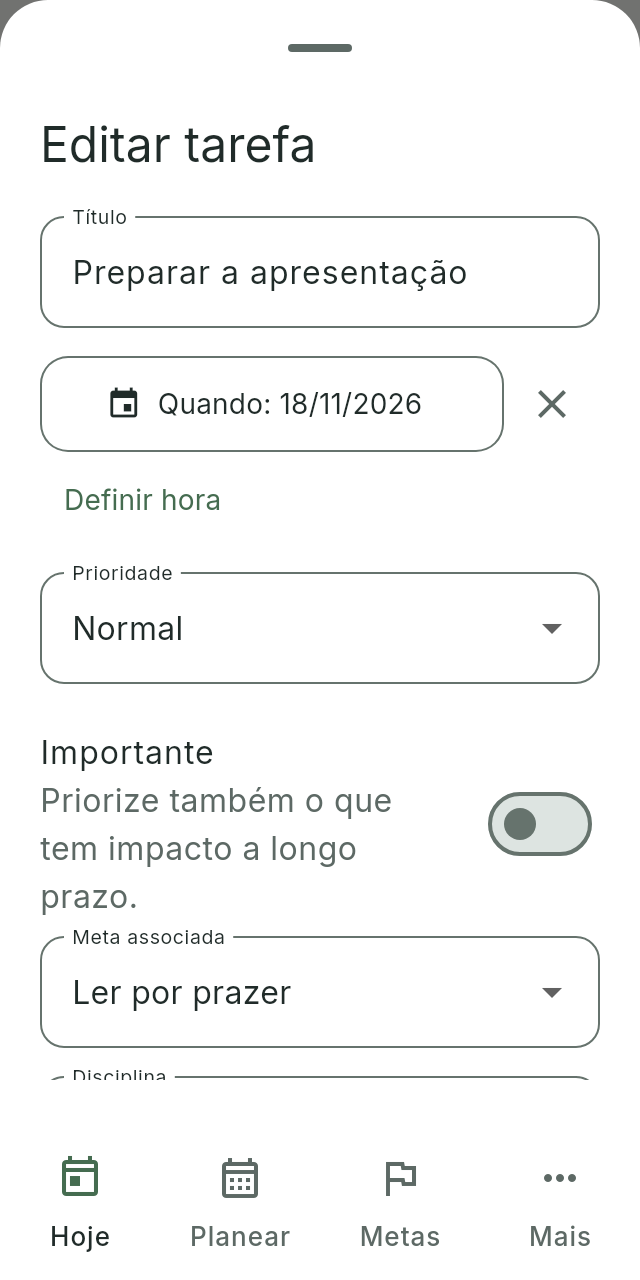 Editar tarefa
Título
Preparar a apresentação
Quando: 18/11/2026
Definir hora
Prioridade
Normal
Importante
Priorize também o que
tem impacto a longo
prazo.
Meta associada
Ler por prazer
Disciplina
Hoje
Planear
Metas
Mais